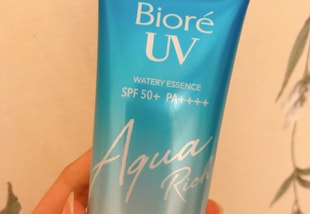 Bioré
UV
WATERY ESSENCE
SPF 50+ PA++++
Aqua
Rich